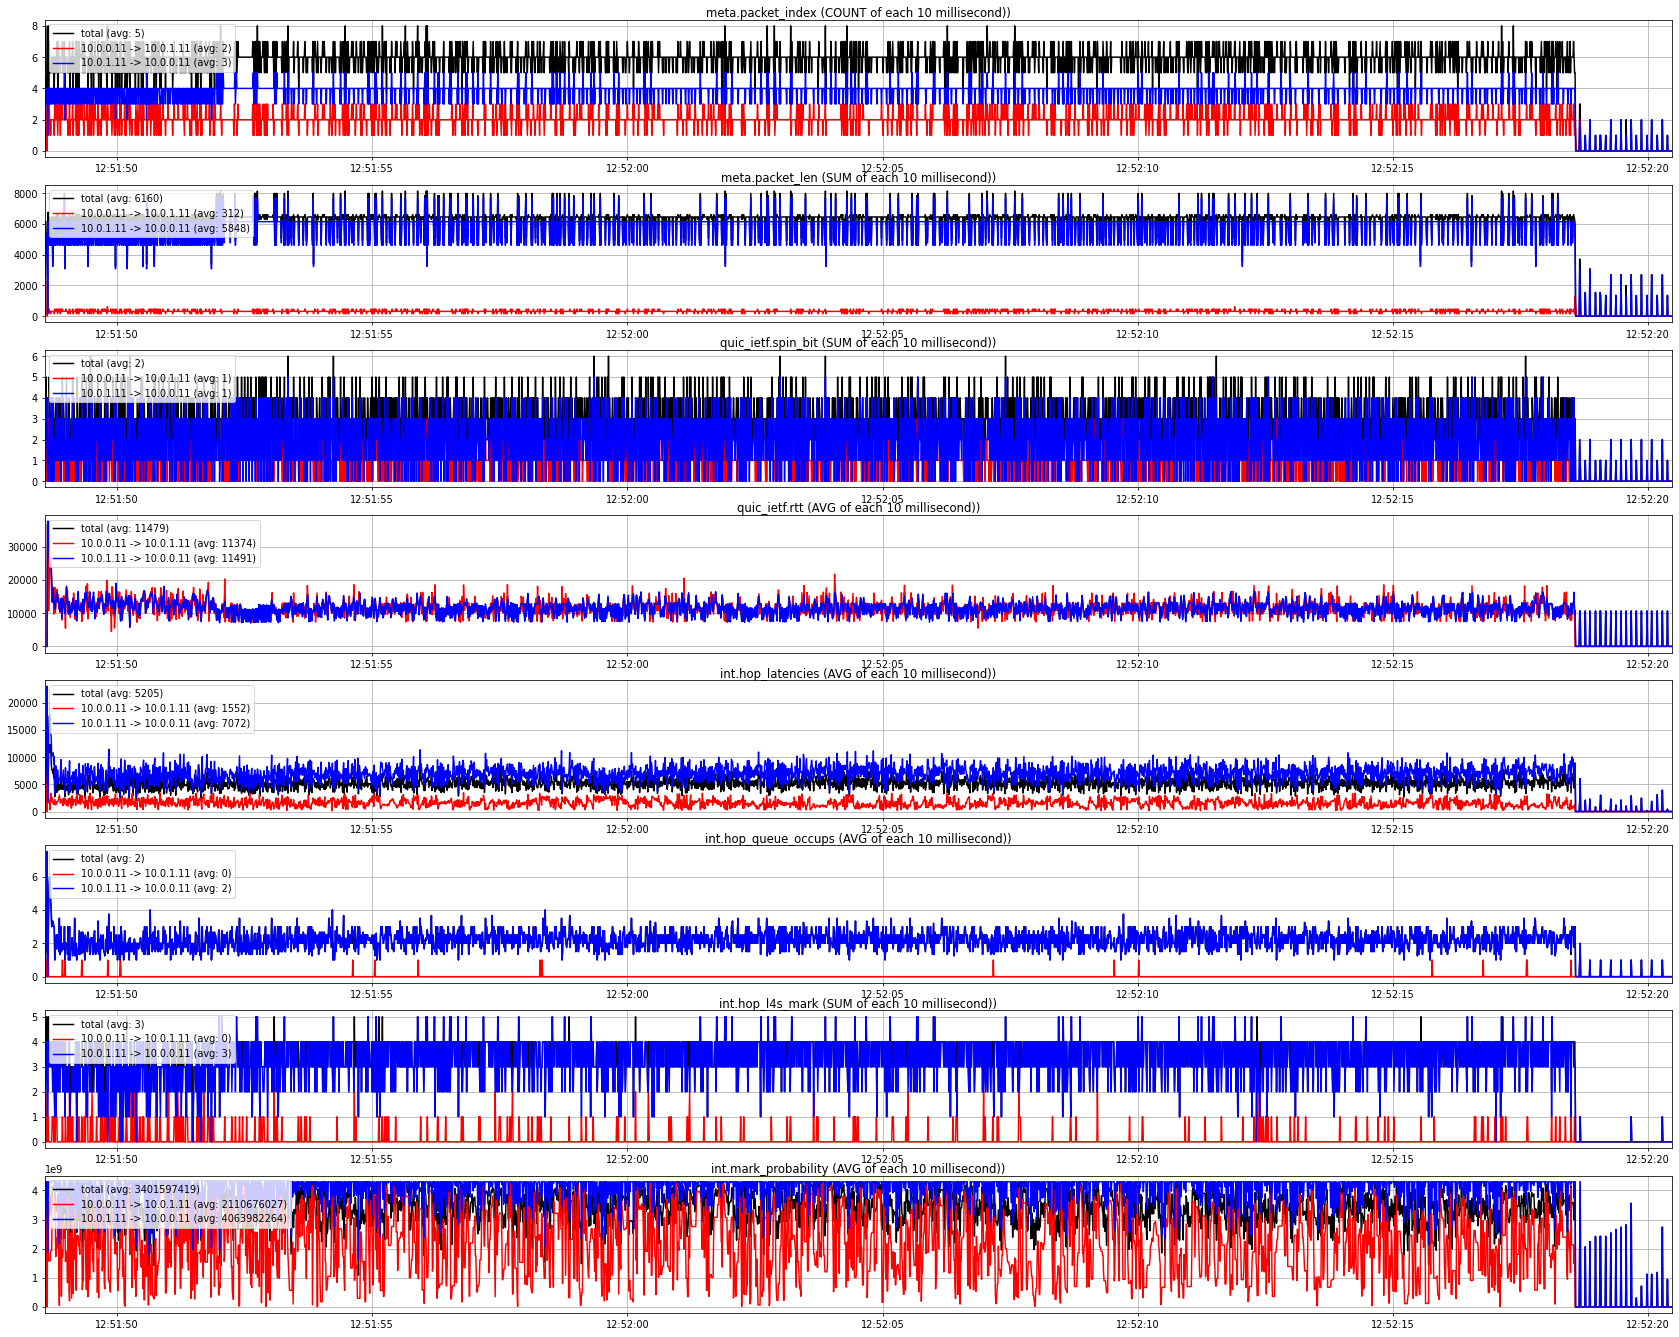 meta.packet_index (COUNT of each 10 millisecond))
total (avg: 5)
10.0.0.11 -> 10.0.1.11 (avg: 2)
10.0.1.11 -> 10.0.0.11 (avg: 3)
8
6
4
2
0
12:51:50 12:51:55 12:52:00 12:52:05 12:52:10 12:52:15 12:52:20
meta.packet_len (SUM of each 10 millisecond))
total (avg: 6160)
10.0.0.11 -> 10.0.1.11 (avg: 312)
10.0.1.11 -> 10.0.0.11 (avg: 5848)
8000
6000
4000
2000
0
12:51:50 12:51:55 12:52:00 12:52:05 12:52:10 12:52:15 12:52:20
quic_ietf.spin_bit (SUM of each 10 millisecond))
total (avg: 2)
10.0.0.11 -> 10.0.1.11 (avg: 1)
10.0.1.11 -> 10.0.0.11 (avg: 1)
6
5
4
3
2
1
0
12:51:50 12:51:55 12:52:00 12:52:05 12:52:10 12:52:15 12:52:20
quic_ietf.rtt (AVG of each 10 millisecond))
total (avg: 11479)
10.0.0.11 -> 10.0.1.11 (avg: 11374)
10.0.1.11 -> 10.0.0.11 (avg: 11491)
30000
20000
10000
0
12:51:50 12:51:55 12:52:00 12:52:05 12:52:10 12:52:15 12:52:20
int.hop_latencies (AVG of each 10 millisecond))
total (avg: 5205)
10.0.0.11 -> 10.0.1.11 (avg: 1552)
10.0.1.11 -> 10.0.0.11 (avg: 7072)
20000
15000
10000
5000
0
12:51:50 12:51:55 12:52:00 12:52:05 12:52:10 12:52:15 12:52:20
int.hop_queue_occups (AVG of each 10 millisecond))
total (avg: 2)
10.0.0.11 -> 10.0.1.11 (avg: 0)
10.0.1.11 -> 10.0.0.11 (avg: 2)
6
4
2
0
12:51:50 12:51:55 12:52:00 12:52:05 12:52:10 12:52:15 12:52:20
int.hop_l4s_mark (SUM of each 10 millisecond))
total (avg: 3)
10.0.0.11 -> 10.0.1.11 (avg: 0)
10.0.1.11 -> 10.0.0.11 (avg: 3)
5
4
3
2
1
0
12:51:50 12:51:55 12:52:00 12:52:05 12:52:10 12:52:15 12:52:20
1e9
int.mark_probability (AVG of each 10 millisecond))
total (avg: 3401597419)
10.0.0.11 -> 10.0.1.11 (avg: 2110676027)
10.0.1.11 -> 10.0.0.11 (avg: 4063982264)
4
3
2
1
0
12:51:50 12:51:55 12:52:00 12:52:05 12:52:10 12:52:15 12:52:20